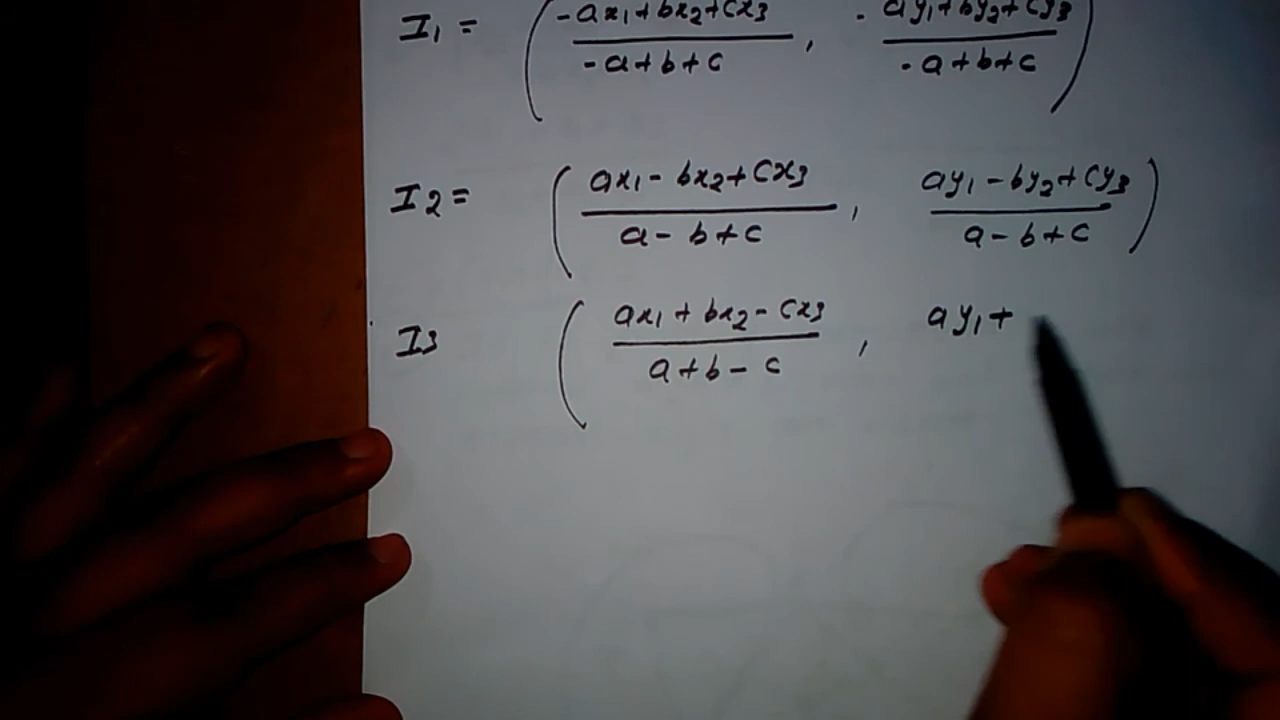 I₁ = ( -ax₁+bx₂+cx₃ / -a+b+c , -ay₁+by₂+cy₃ / -a+b+c )
I₂ = ( ax₁-bx₂+cx₃ / a-b+c , ay₁-by₂+cy₃ / a-b+c )
I₃ ( ax₁+bx₂-cx₃ / a+b-c , ay₁+